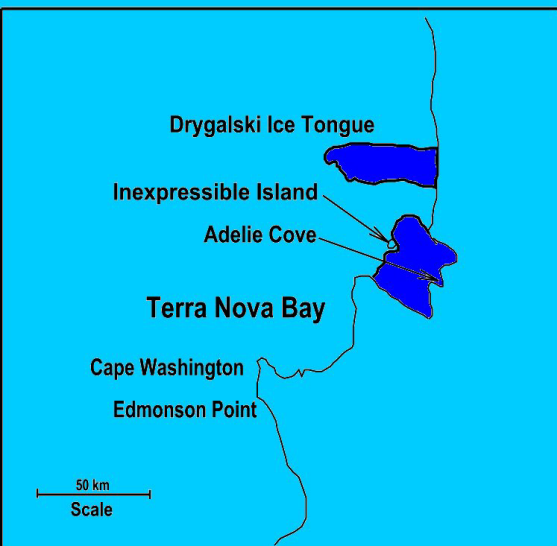 Drygalski Ice Tongue
Inexpressible Island
Adelie Cove
Terra Nova Bay
Cape Washington
Edmonson Point
50 km
Scale